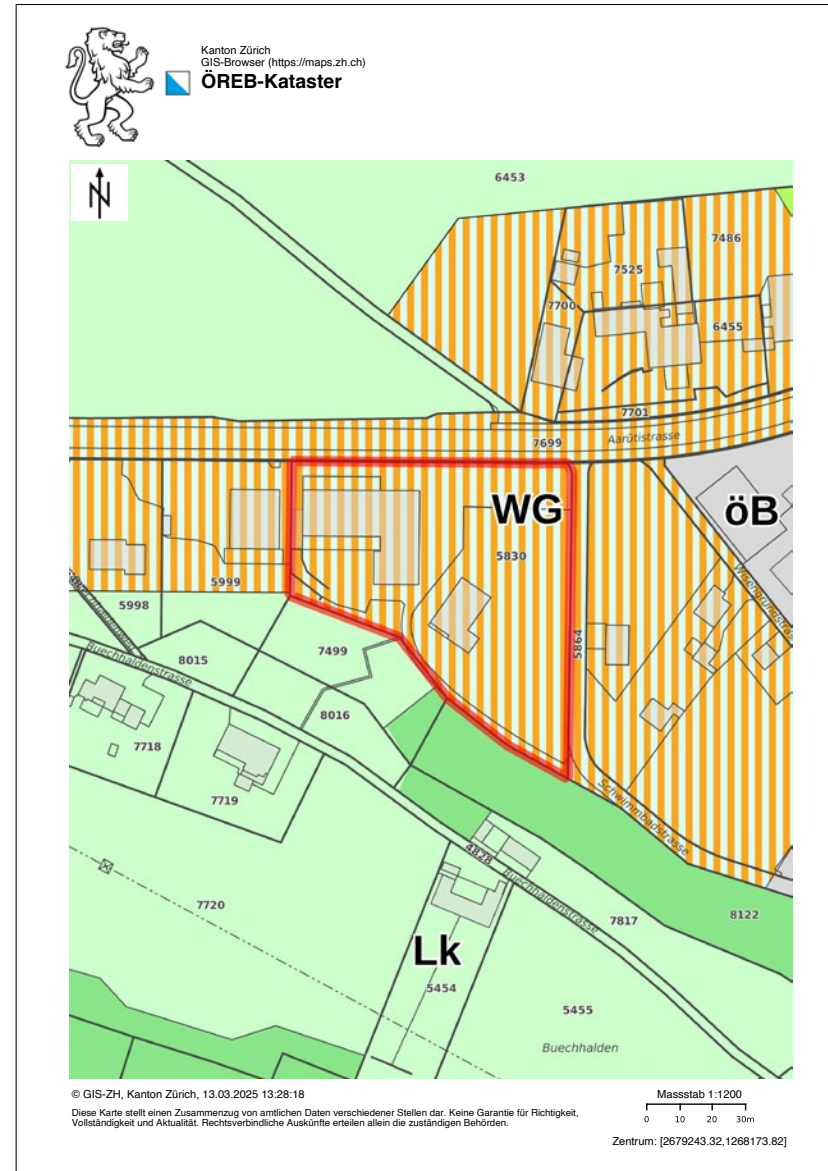 Kanton Zürich
GIS-Browser (https://maps.zh.ch)
ÖREB-Kataster
N
6453
7486
7525
7700
6455
7701
7699
Aarütistrasse
WG
öB
5830
5999
5998
5864
7499
8015
Buechhaldenstrasse
8016
7718
7719
Schwimmbadstrasse
4828
Buechhaldenstrasse
7720
7817
8122
Lk
5454
5455
Buechhalden
© GIS-ZH, Kanton Zürich, 13.03.2025 13:28:18
Massstab 1:1200
Diese Karte stellt einen Zusammenzug von amtlichen Daten verschiedener Stellen dar. Keine Garantie für Richtigkeit,
Vollständigkeit und Aktualität. Rechtsverbindliche Auskünfte erteilen allein die zuständigen Behörden.
0 10 20 30m
Zentrum: [2679243.32,1268173.82]